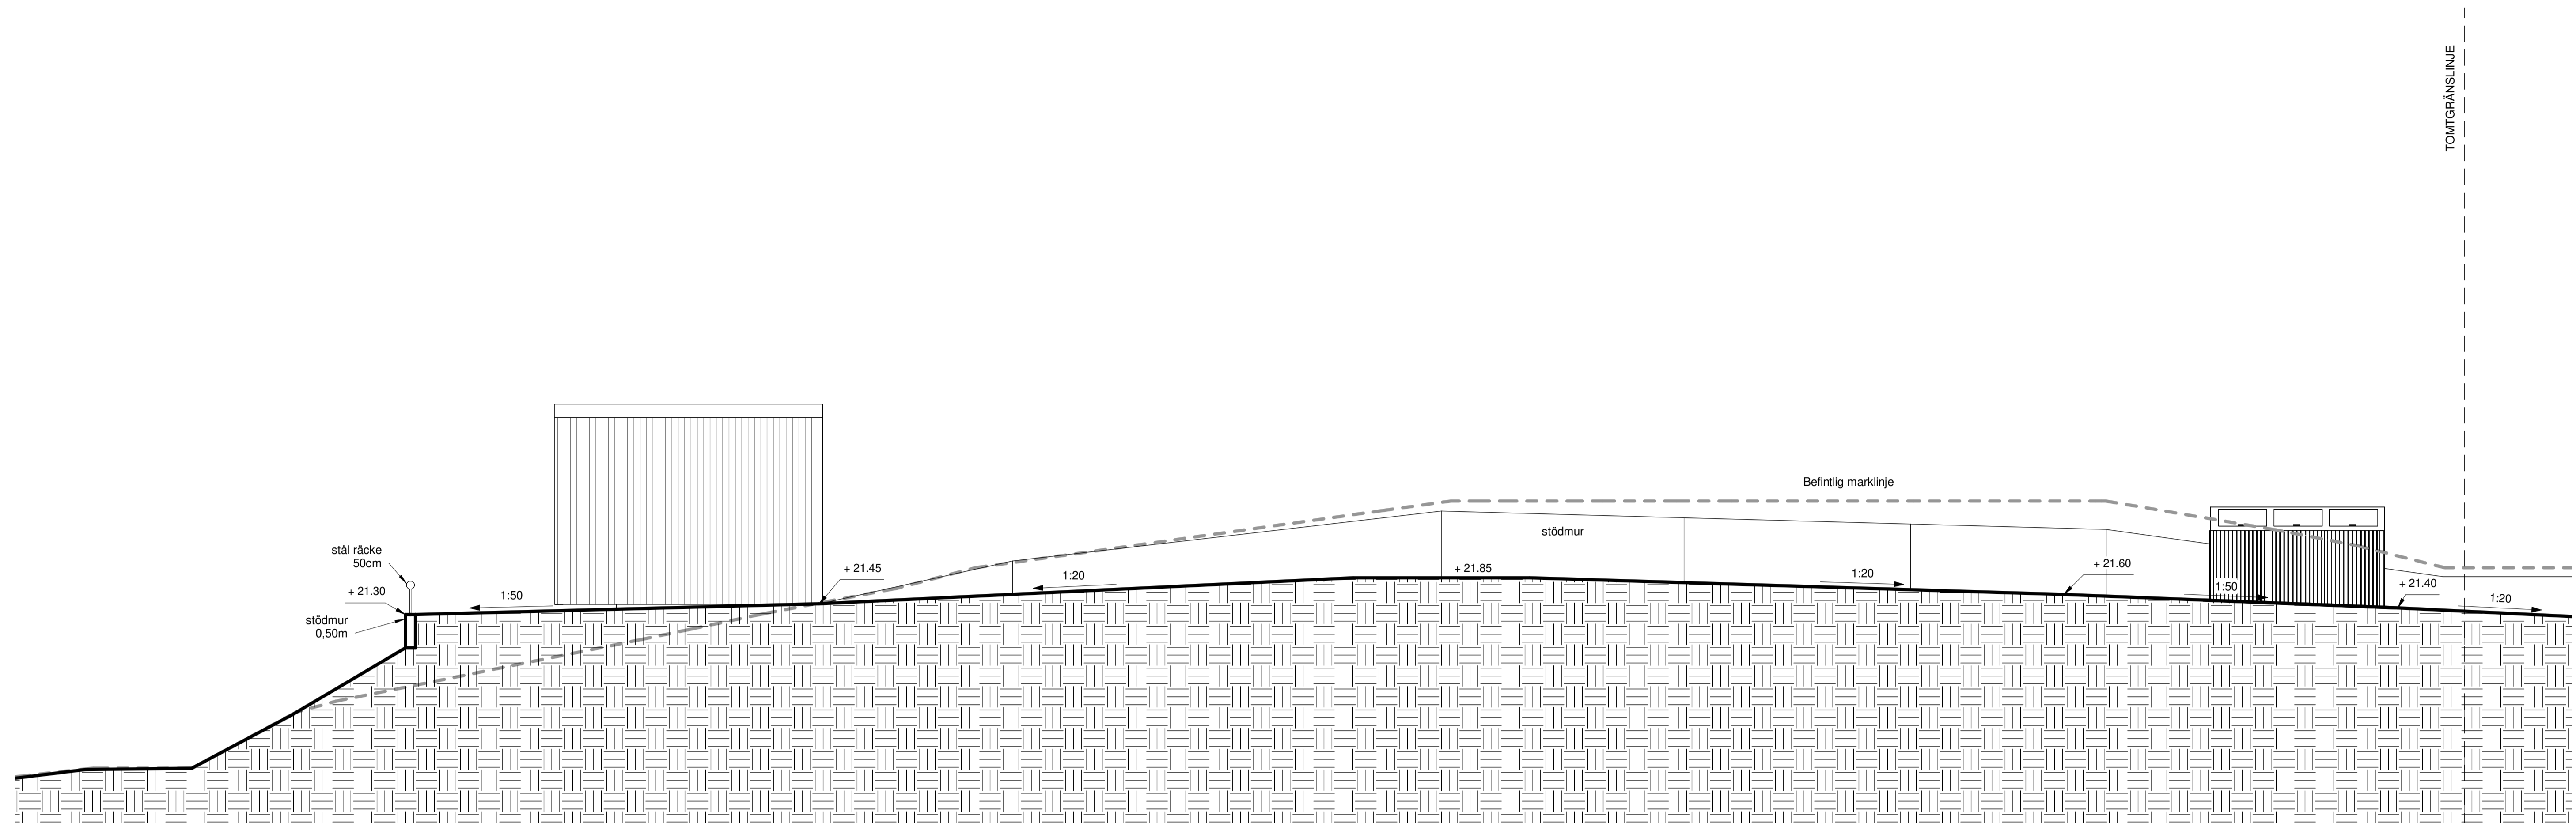 TOMTGRÄNSLINJE
Befintlig marklinje
stödmur
stål räcke
50cm
+ 21.30
stödmur
0,50m
1:50
+ 21.45
1:20
+ 21.85
1:20
+ 21.60
1:50
+ 21.40
1:20